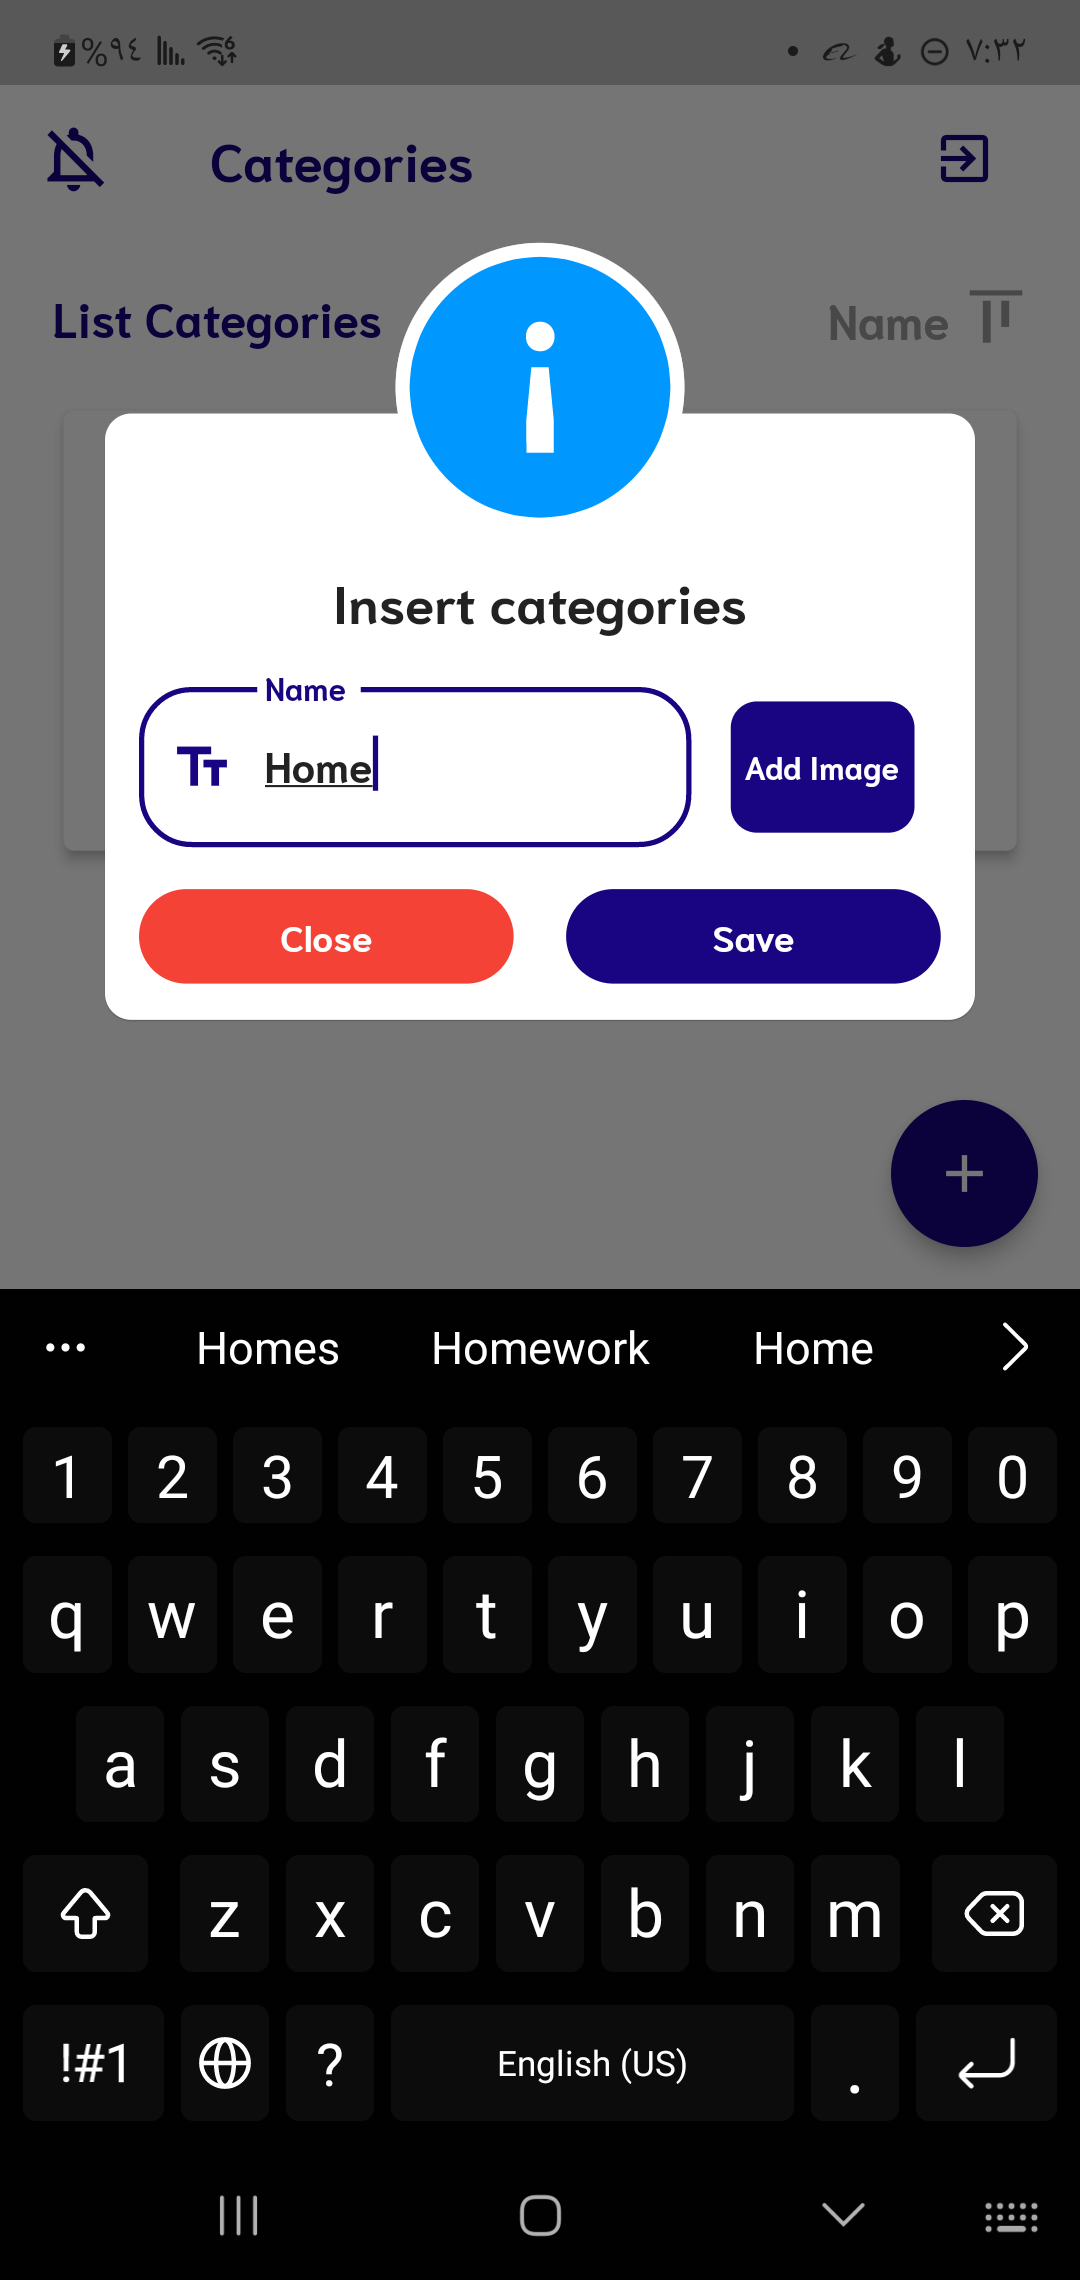 %٩٤ ٧:٣٢
Categories
List Categories Name
Insert categories
Name
Home
Add Image
Close Save
Homes Homework Home
1 2 3 4 5 6 7 8 9 0
q w e r t y u i o p
a s d f g h j k l
z x c v b n m
!#1 ? English (US) .